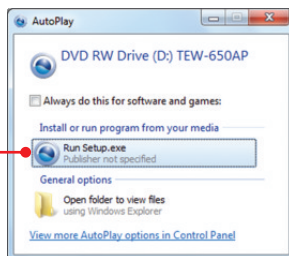 AutoPlay
DVD RW Drive (D:) TEW-650AP
Always do this for software and games:
Install or run program from your media
Run Setup.exe
Publisher not specified
General options
Open folder to view files
using Windows Explorer
View more AutoPlay options in Control Panel